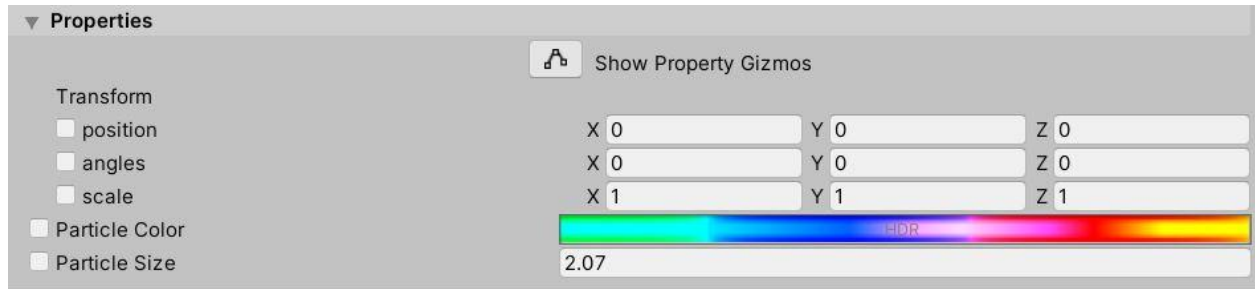 Properties
Show Property Gizmos
Transform
position X 0 Y 0 Z 0
angles X 0 Y 0 Z 0
scale X 1 Y 1 Z 1
Particle Color HDR
Particle Size 2.07